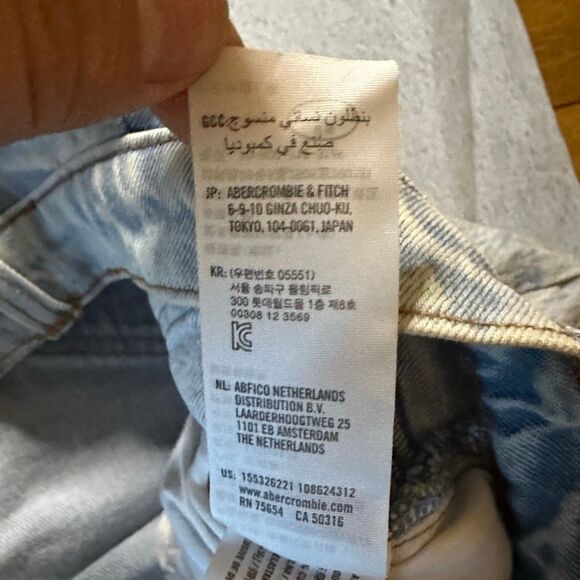 GCC: بنطلون نسائي منسوج
صنع في كمبوديا
JP: ABERCROMBIE & FITCH
6-9-10 GINZA CHUO-KU,
TOKYO, 104-0061, JAPAN
KR: (우편번호 05551)
서울 송파구 올림픽로
300 롯데월드몰 1층 제8호
00308 12 3569
KC
NL: ABFICO NETHERLANDS
DISTRIBUTION B.V.
LAARDERHOOGTWEG 25
1101 EB AMSTERDAM
THE NETHERLANDS
US: 155326221 108624312
www.abercrombie.com
RN 75654 CA 50316